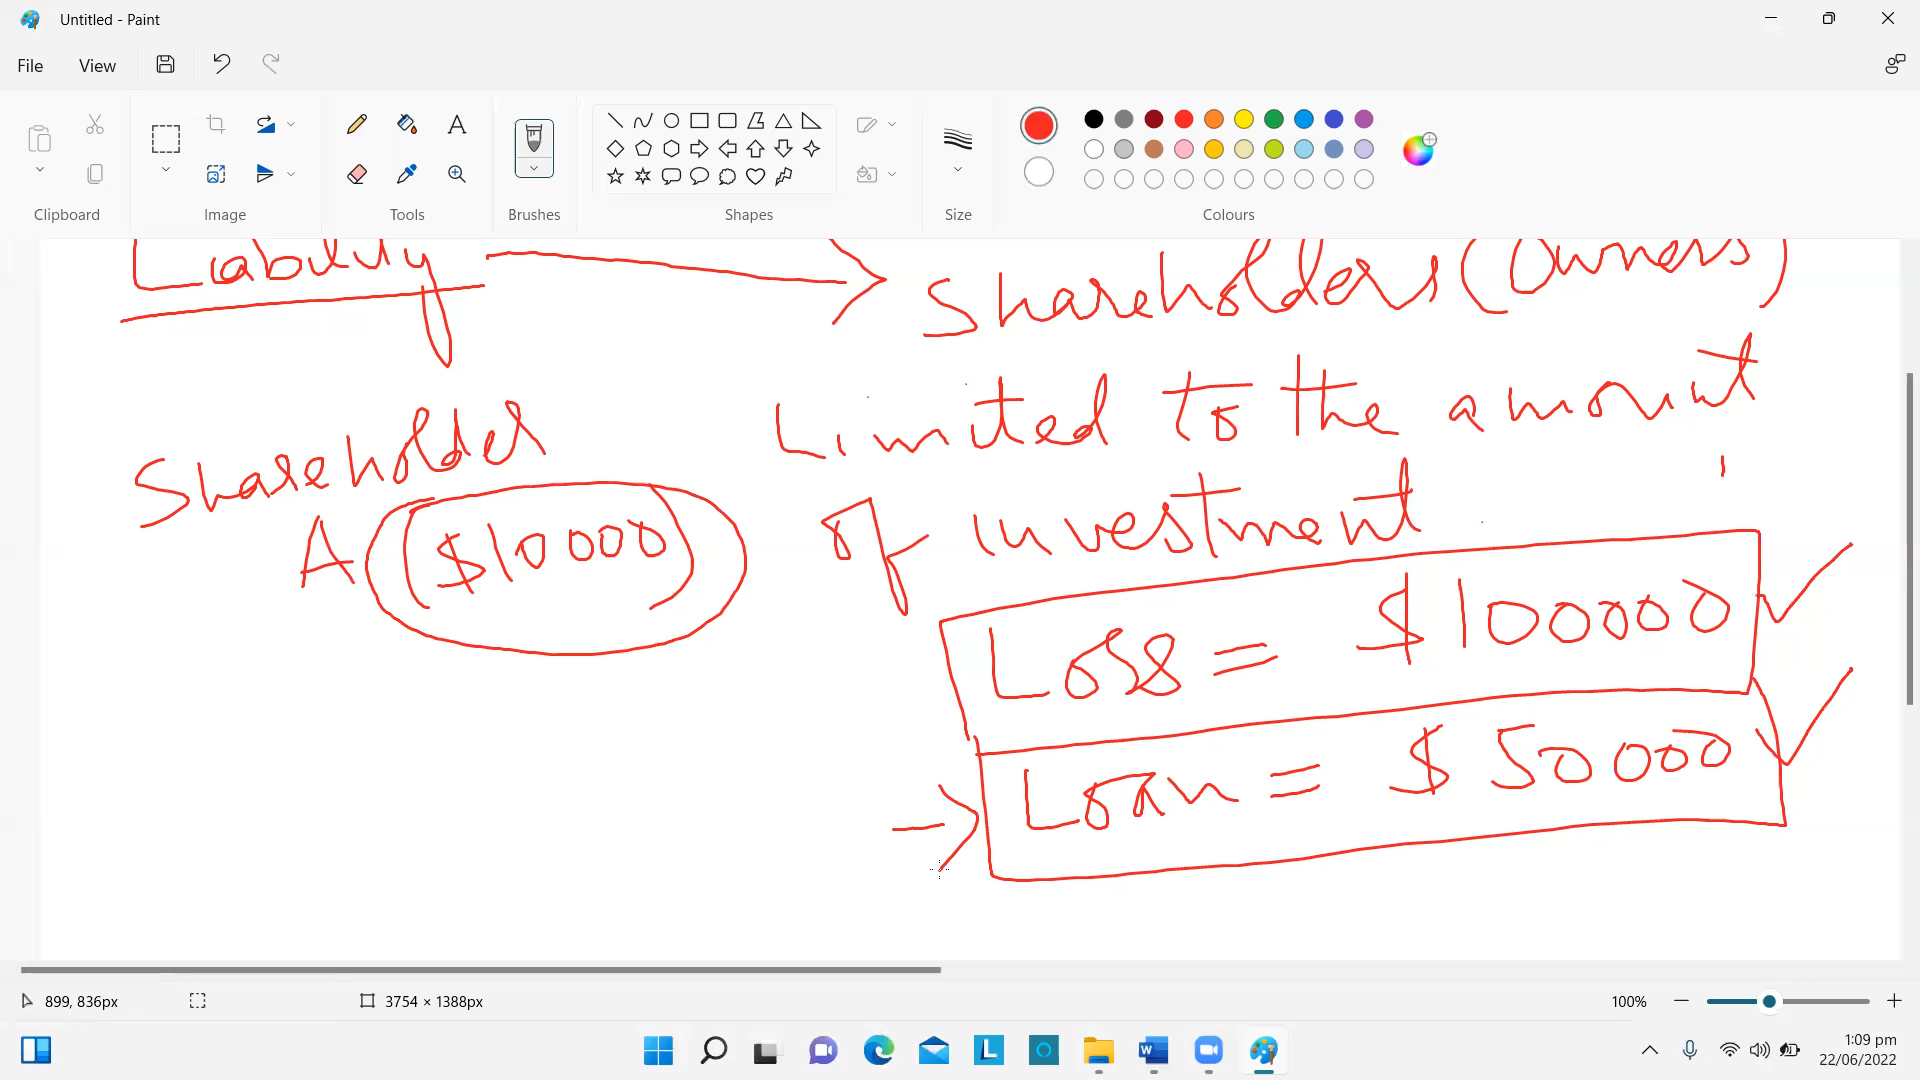 Untitled - Paint
File View
Clipboard Image Tools Brushes Shapes Size Colours
Liability
Shareholders (Owners)
Limited to the amount
of investment
Shareholder
A ($10000)
Loss = $100000
Loan = $50000
899, 836px 3754 × 1388px 100%
1:09 pm
22/06/2022